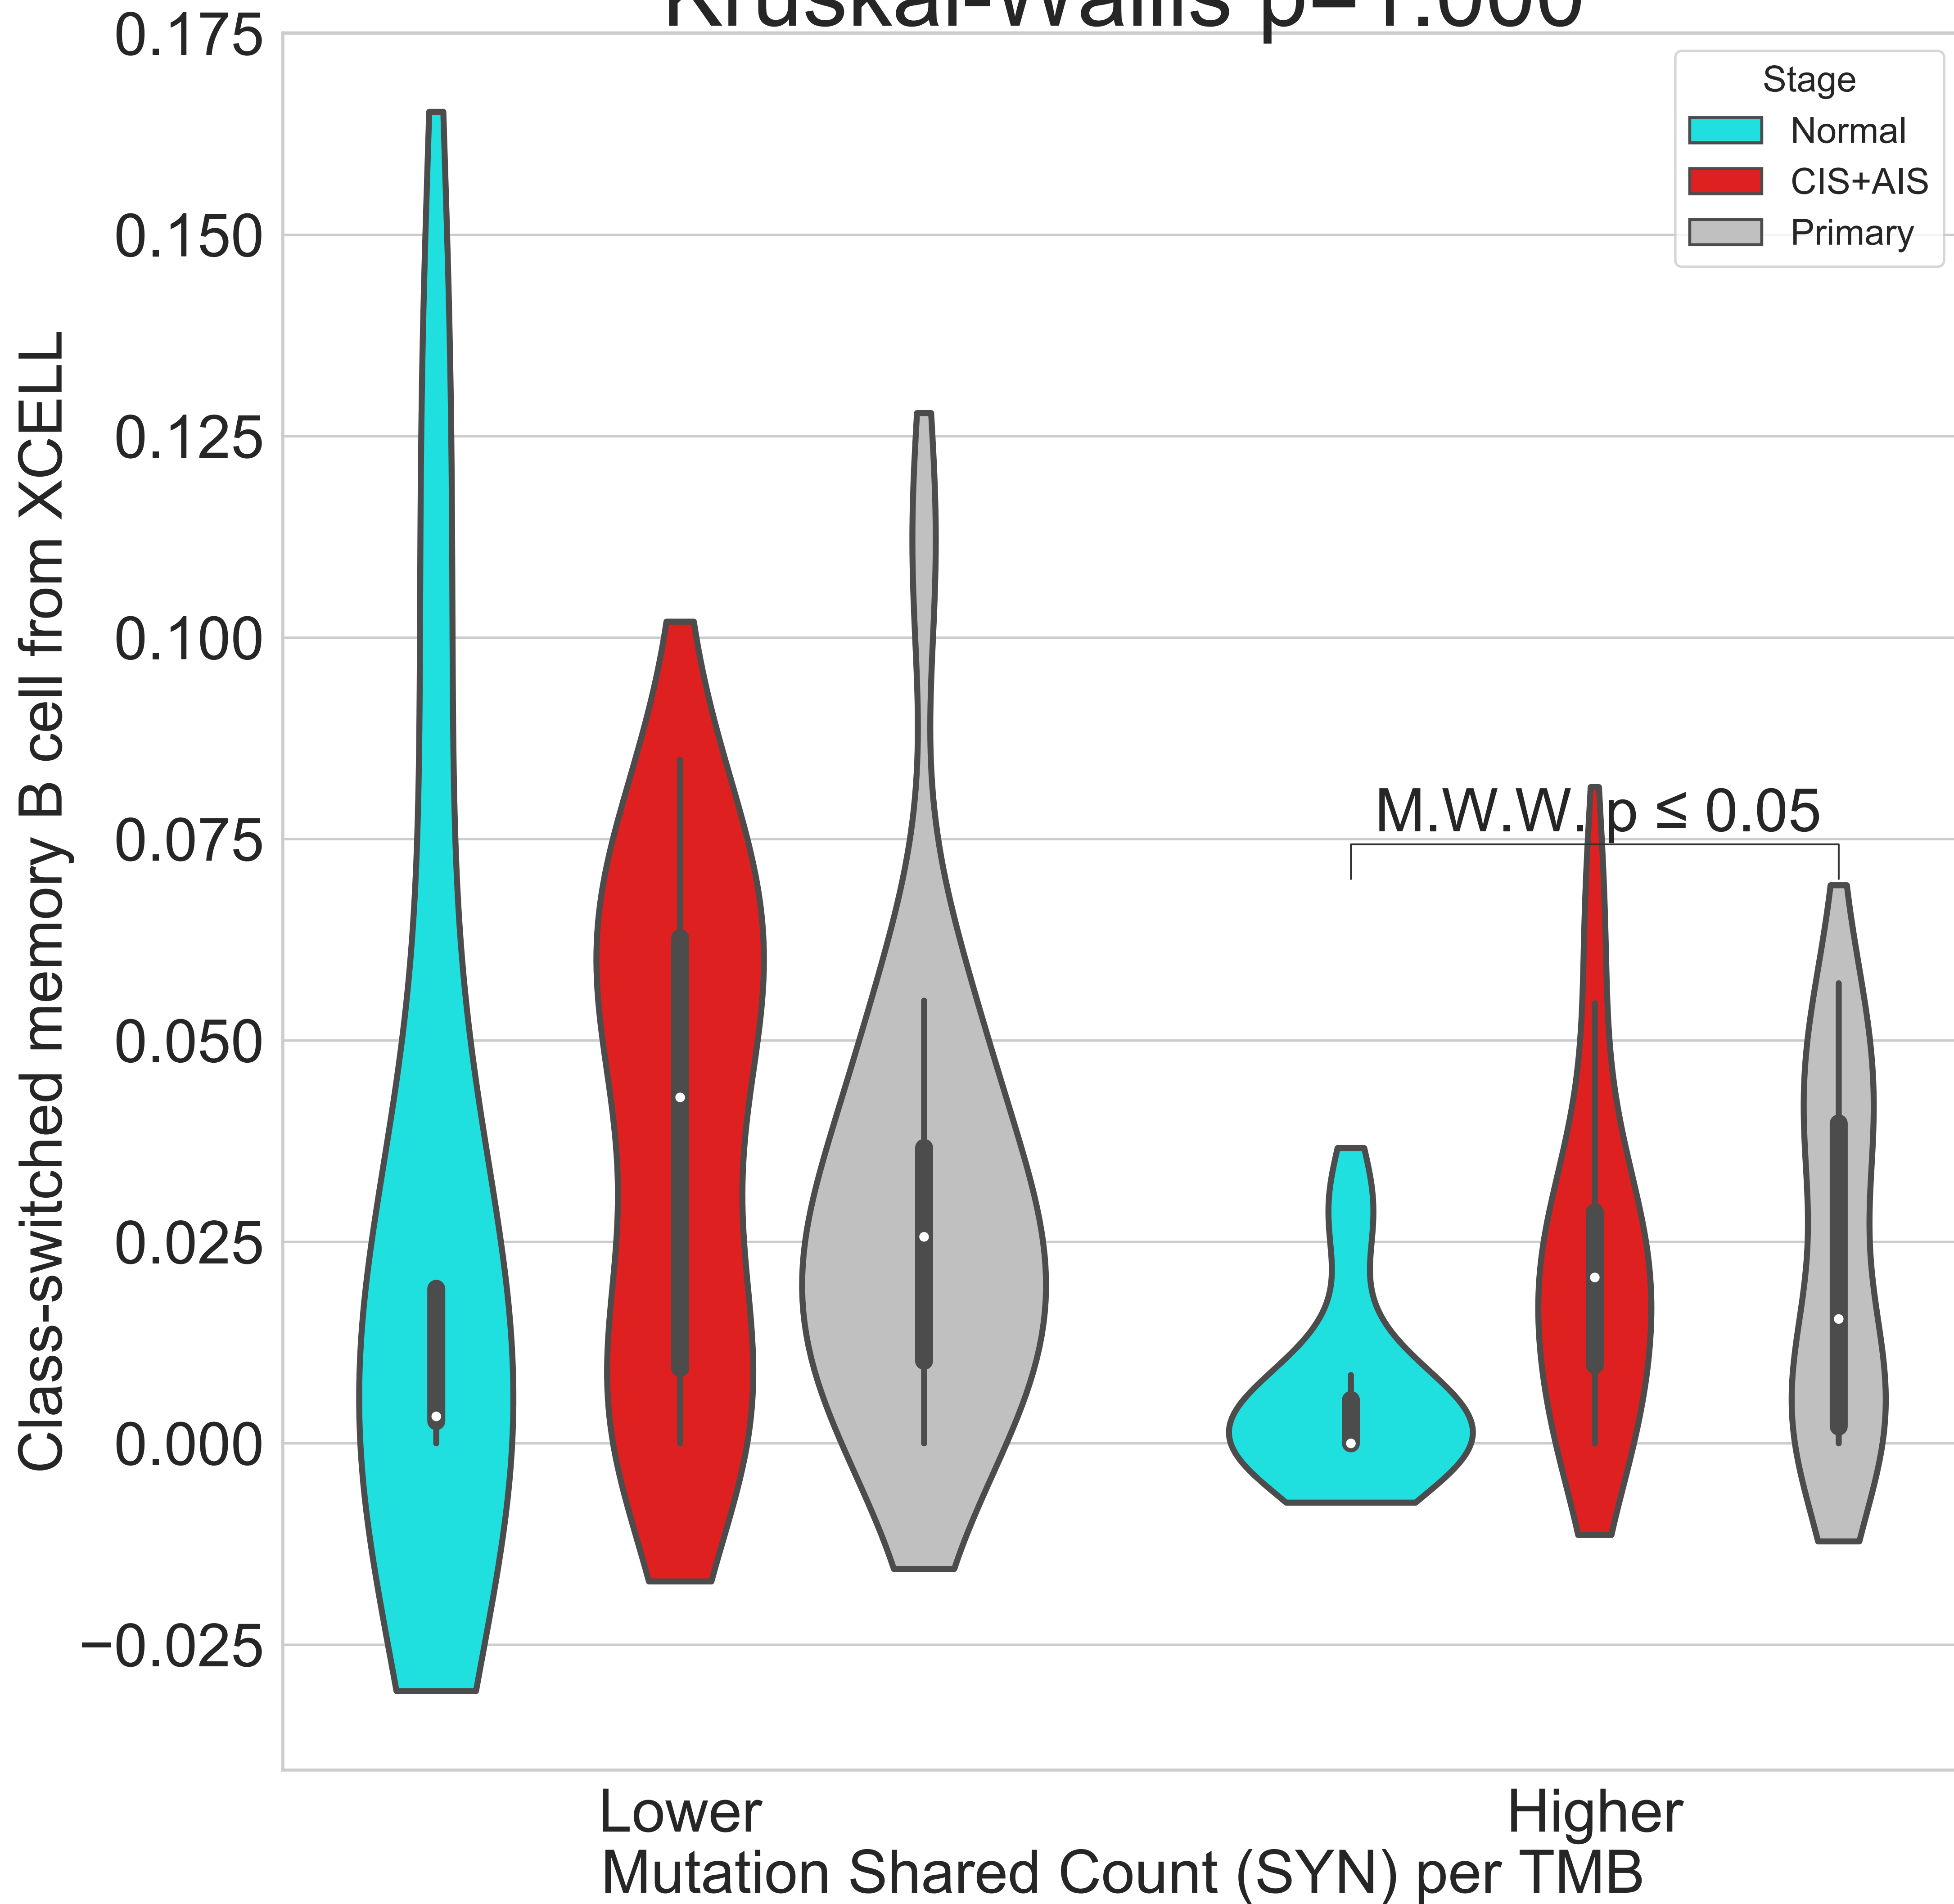 Kruskal-Wallis p=1.000
0.175
0.150
0.125
0.100
0.075
0.050
0.025
0.000
−0.025
Class-switched memory B cell from XCELL
Stage
Normal
CIS+AIS
Primary
M.W.W. p ≤ 0.05
Lower
Higher
Mutation Shared Count (SYN) per TMB